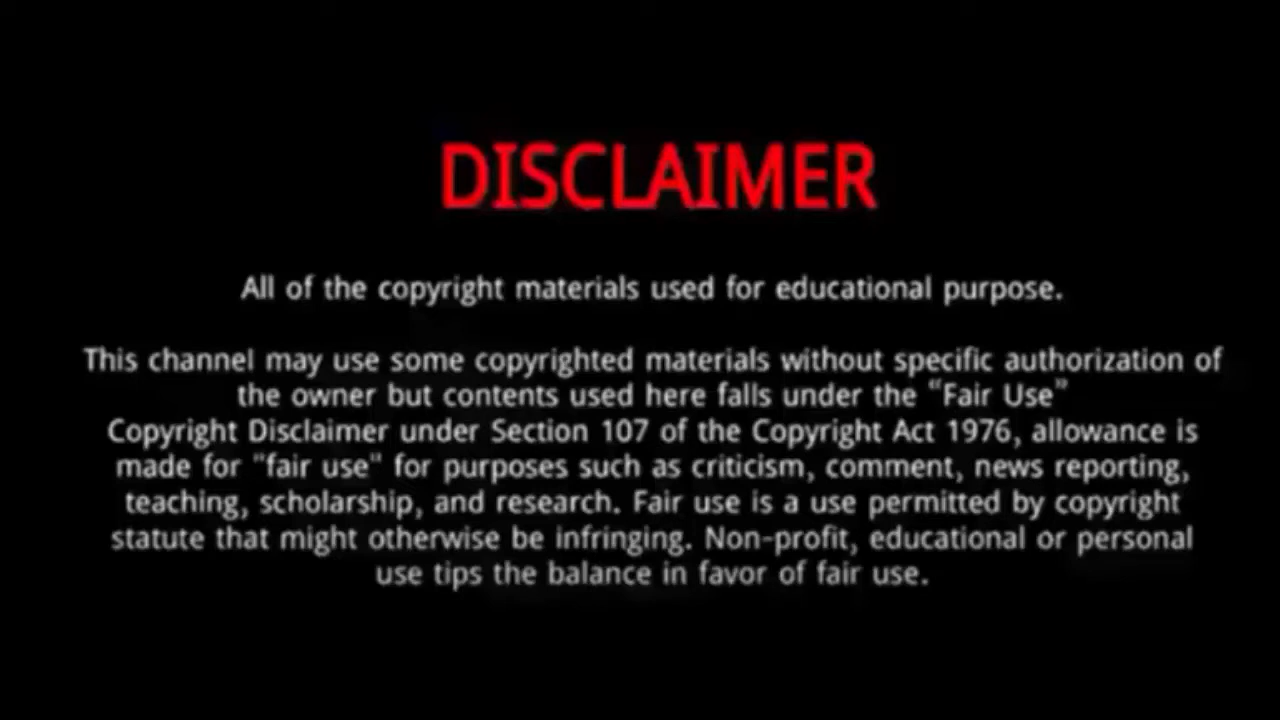 DISCLAIMER
All of the copyright materials used for educational purpose.
This channel may use some copyrighted materials without specific authorization of
the owner but contents used here falls under the “Fair Use”
Copyright Disclaimer under Section 107 of the Copyright Act 1976, allowance is
made for "fair use" for purposes such as criticism, comment, news reporting,
teaching, scholarship, and research. Fair use is a use permitted by copyright
statute that might otherwise be infringing. Non-profit, educational or personal
use tips the balance in favor of fair use.